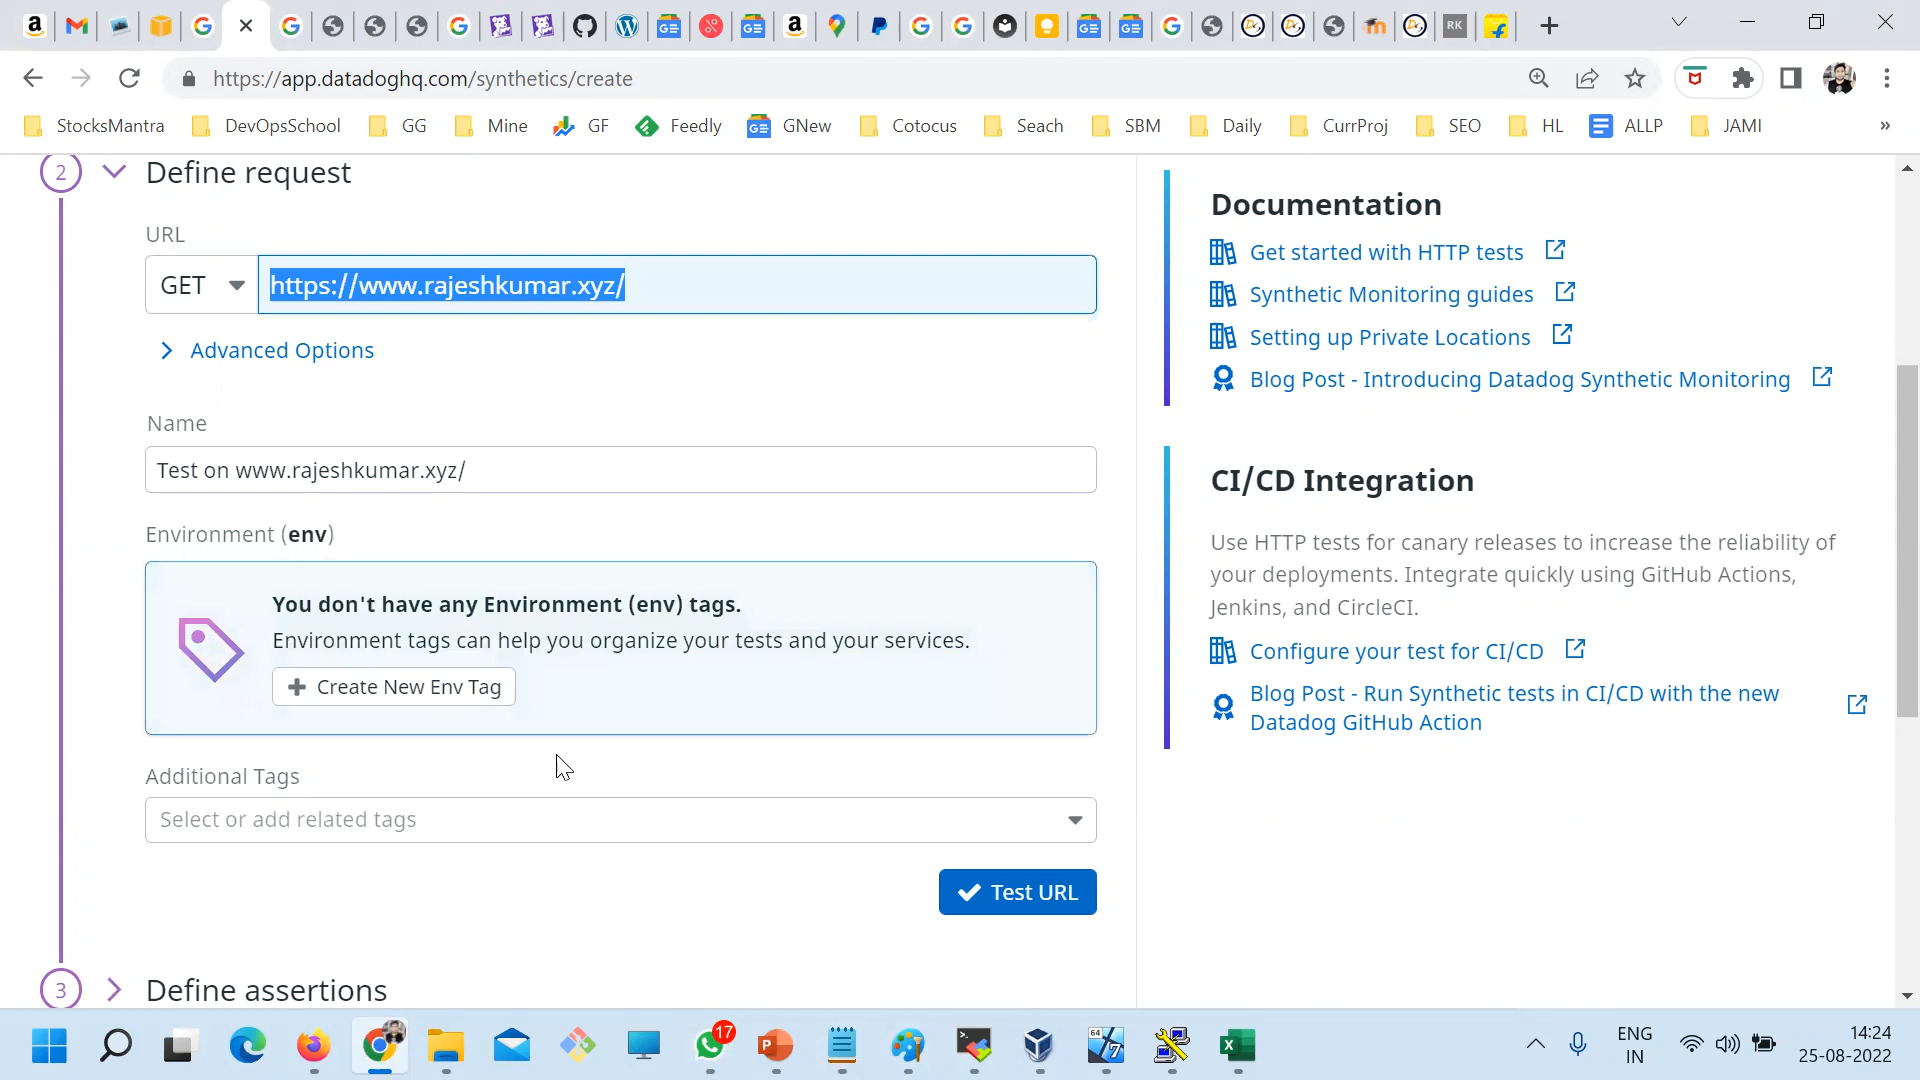 https://app.datadoghq.com/synthetics/create
StocksMantra
DevOpsSchool
GG
Mine
GF
Feedly
GNew
Cotocus
Seach
SBM
Daily
CurrProj
SEO
HL
ALLP
JAMI
»
2
Define request
URL
GET
https://www.rajeshkumar.xyz/
Advanced Options
Name
Test on www.rajeshkumar.xyz/
Environment (env)
You don't have any Environment (env) tags.
Environment tags can help you organize your tests and your services.
Create New Env Tag
Additional Tags
Select or add related tags
Test URL
3
Define assertions
Documentation
Get started with HTTP tests
Synthetic Monitoring guides
Setting up Private Locations
Blog Post - Introducing Datadog Synthetic Monitoring
CI/CD Integration
Use HTTP tests for canary releases to increase the reliability of
your deployments. Integrate quickly using GitHub Actions,
Jenkins, and CircleCI.
Configure your test for CI/CD
Blog Post - Run Synthetic tests in CI/CD with the new
Datadog GitHub Action
17
64
ENG
IN
14:24
25-08-2022